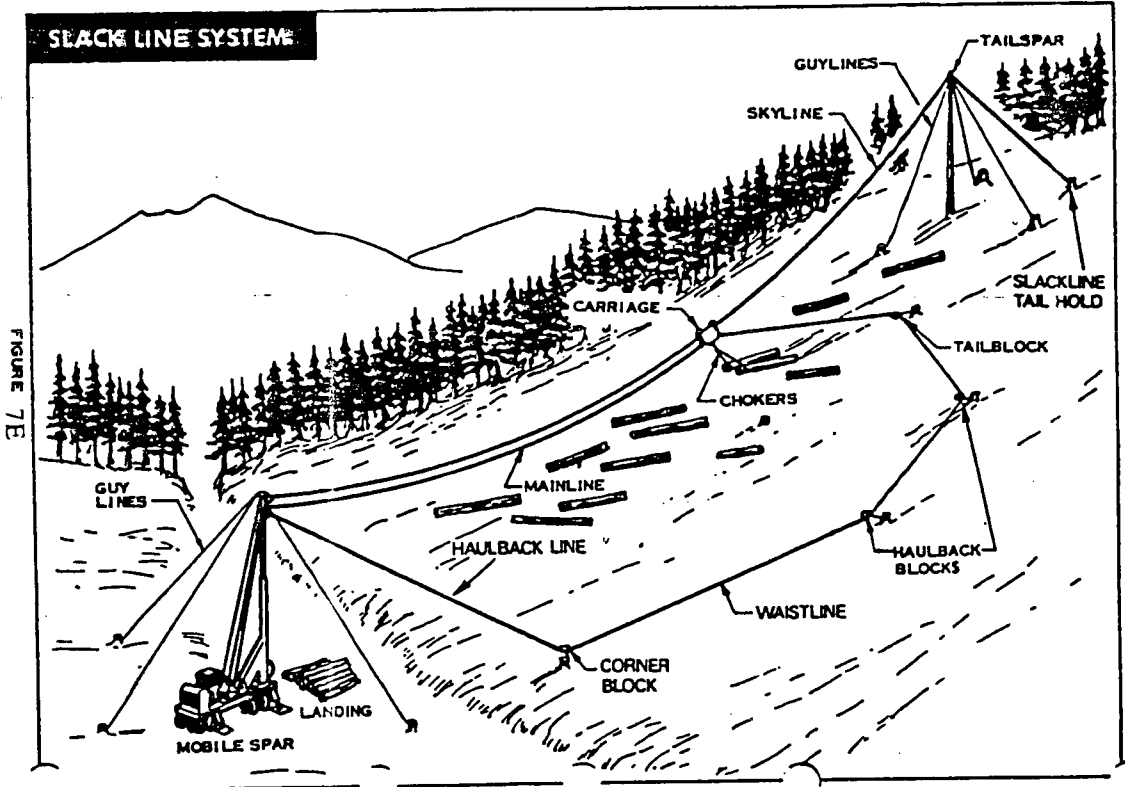 SLACK LINE SYSTEM
TAILSPAR
GUYLINES
SKYLINE
CARRIAGE
SLACKLINE
TAIL HOLD
TAILBLOCK
CHOKERS
FIGURE 7E
GUY
LINES
MAINLINE
HAULBACK LINE
HAULBACK
BLOCKS
WAISTLINE
CORNER
BLOCK
LANDING
MOBILE SPAR